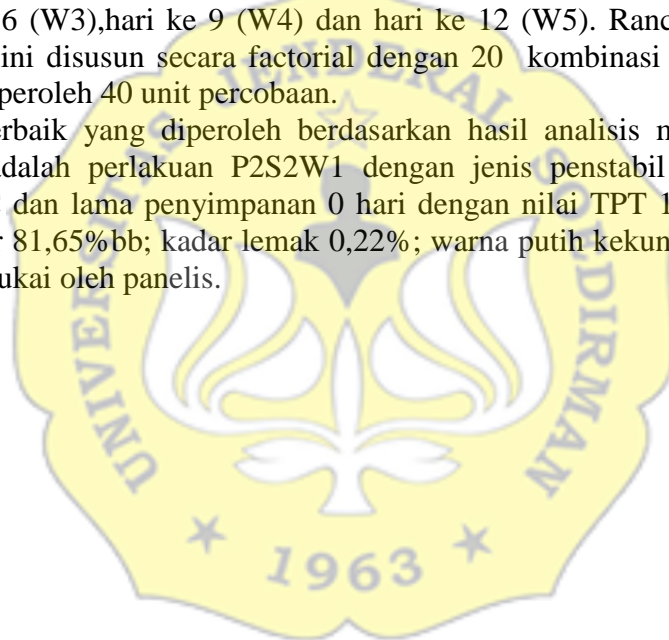 6 (W3),hari ke 9 (W4) dan hari ke 12 (W5). Ranc
ini disusun secara factorial dengan 20 kombinasi
peroleh 40 unit percobaan.
erbaik yang diperoleh berdasarkan hasil analisis m
dalah perlakuan P2S2W1 dengan jenis penstabil
dan lama penyimpanan 0 hari dengan nilai TPT 1
r 81,65%bb; kadar lemak 0,22%; warna putih kekun
ukai oleh panelis.
UNIVERSITAS JENDERAL SOEDIRMAN
1963